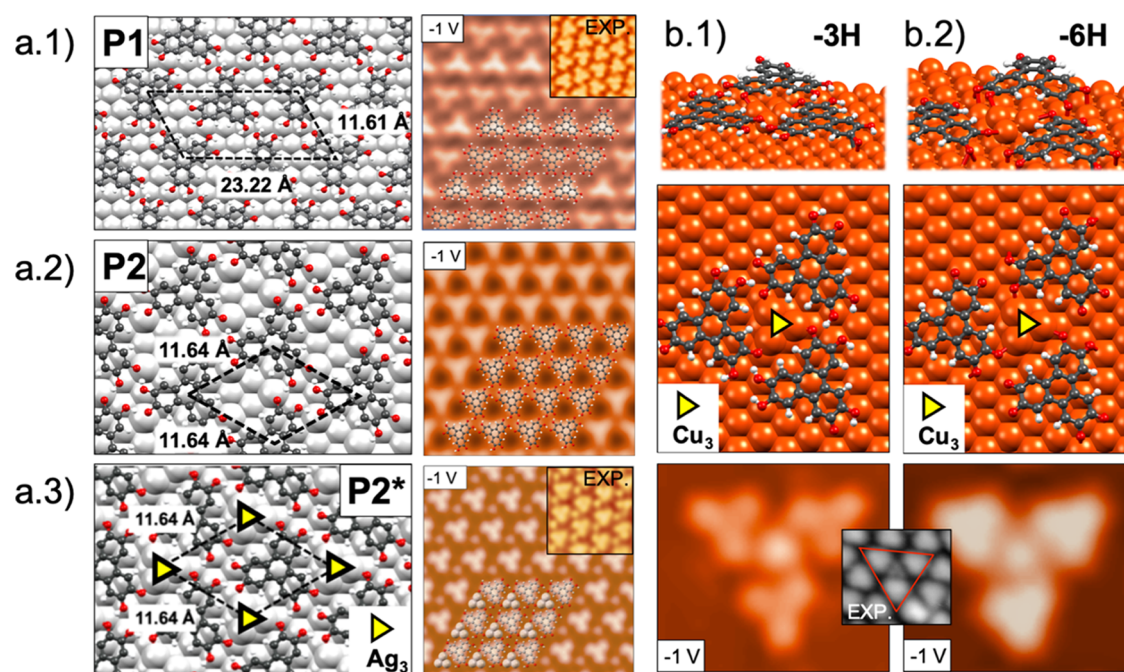 a.1)
P1
11.61 Å
23.22 Å
-1 V
EXP.
a.2)
P2
11.64 Å
11.64 Å
-1 V
a.3)
P2*
11.64 Å
11.64 Å
Ag3
-1 V
EXP.
b.1)
-3H
Cu3
-1 V
EXP.
b.2)
-6H
Cu3
-1 V